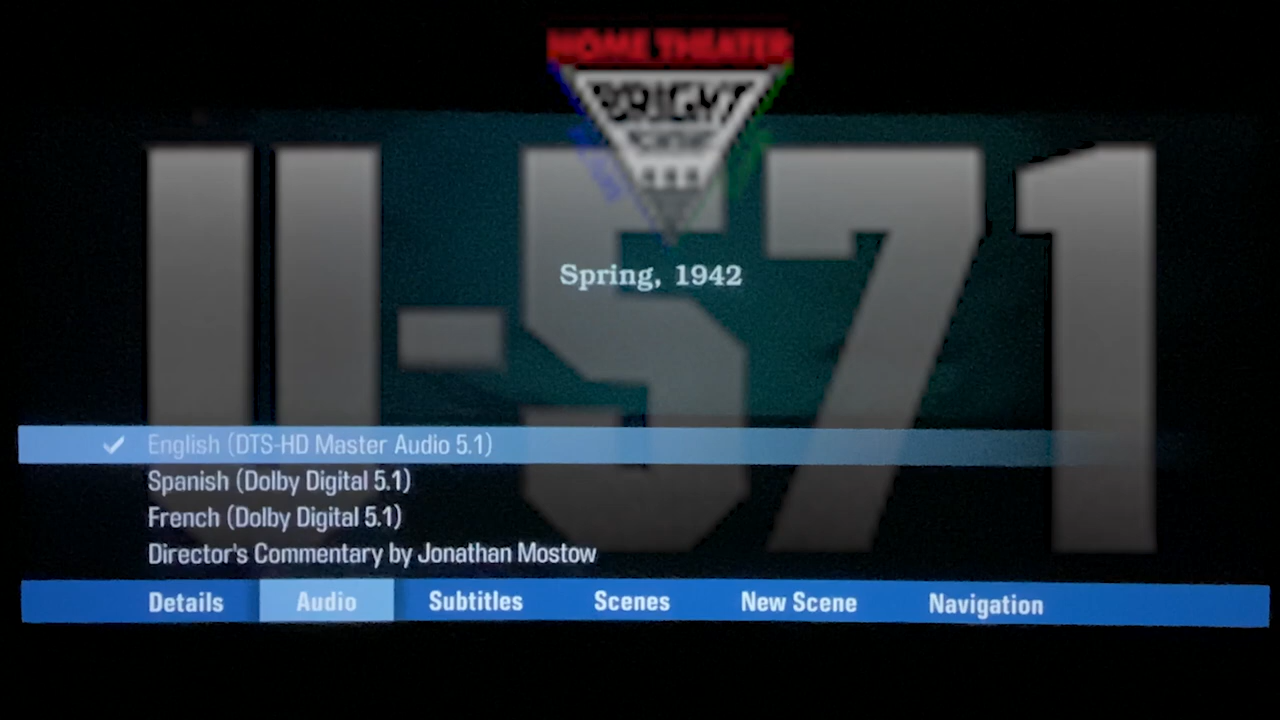 HOME THEATER
U-571
Spring, 1942
English (DTS-HD Master Audio 5.1)
Spanish (Dolby Digital 5.1)
French (Dolby Digital 5.1)
Director's Commentary by Jonathan Mostow
Details Audio Subtitles Scenes New Scene Navigation